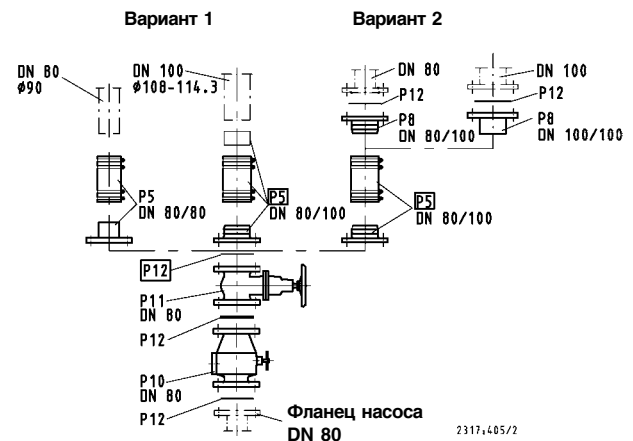 Вариант 1
Вариант 2
DN 80
ø90
DN 100
ø108-114.3
DN 80
P12
P8
DN 80/100
DN 100
P12
P8
DN 100/100
P5
DN 80/80
P5
DN 80/100
P5
DN 80/100
P12
P11
DN 80
P12
P10
DN 80
P12
Фланец насоса
DN 80
2317,405/2